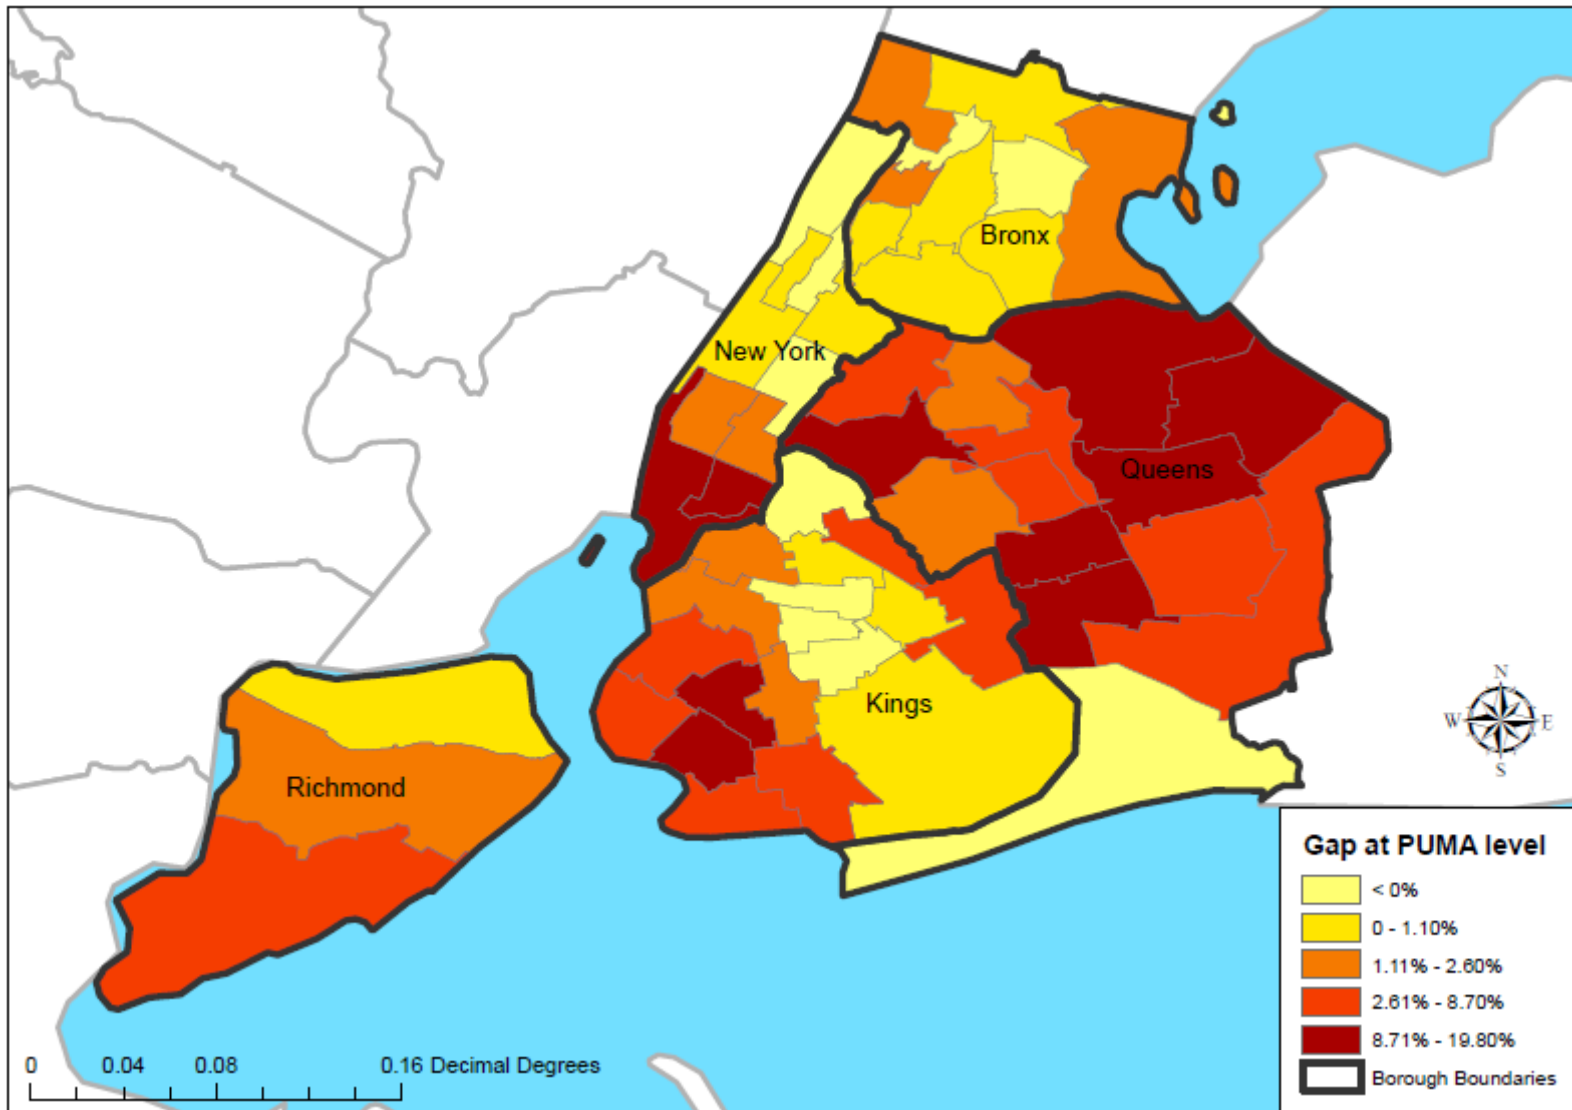 Bronx
New York
Queens
Kings
Richmond
N
W E
S
Gap at PUMA level
< 0%
0 - 1.10%
1.11% - 2.60%
2.61% - 8.70%
8.71% - 19.80%
Borough Boundaries
0 0.04 0.08 0.16 Decimal Degrees